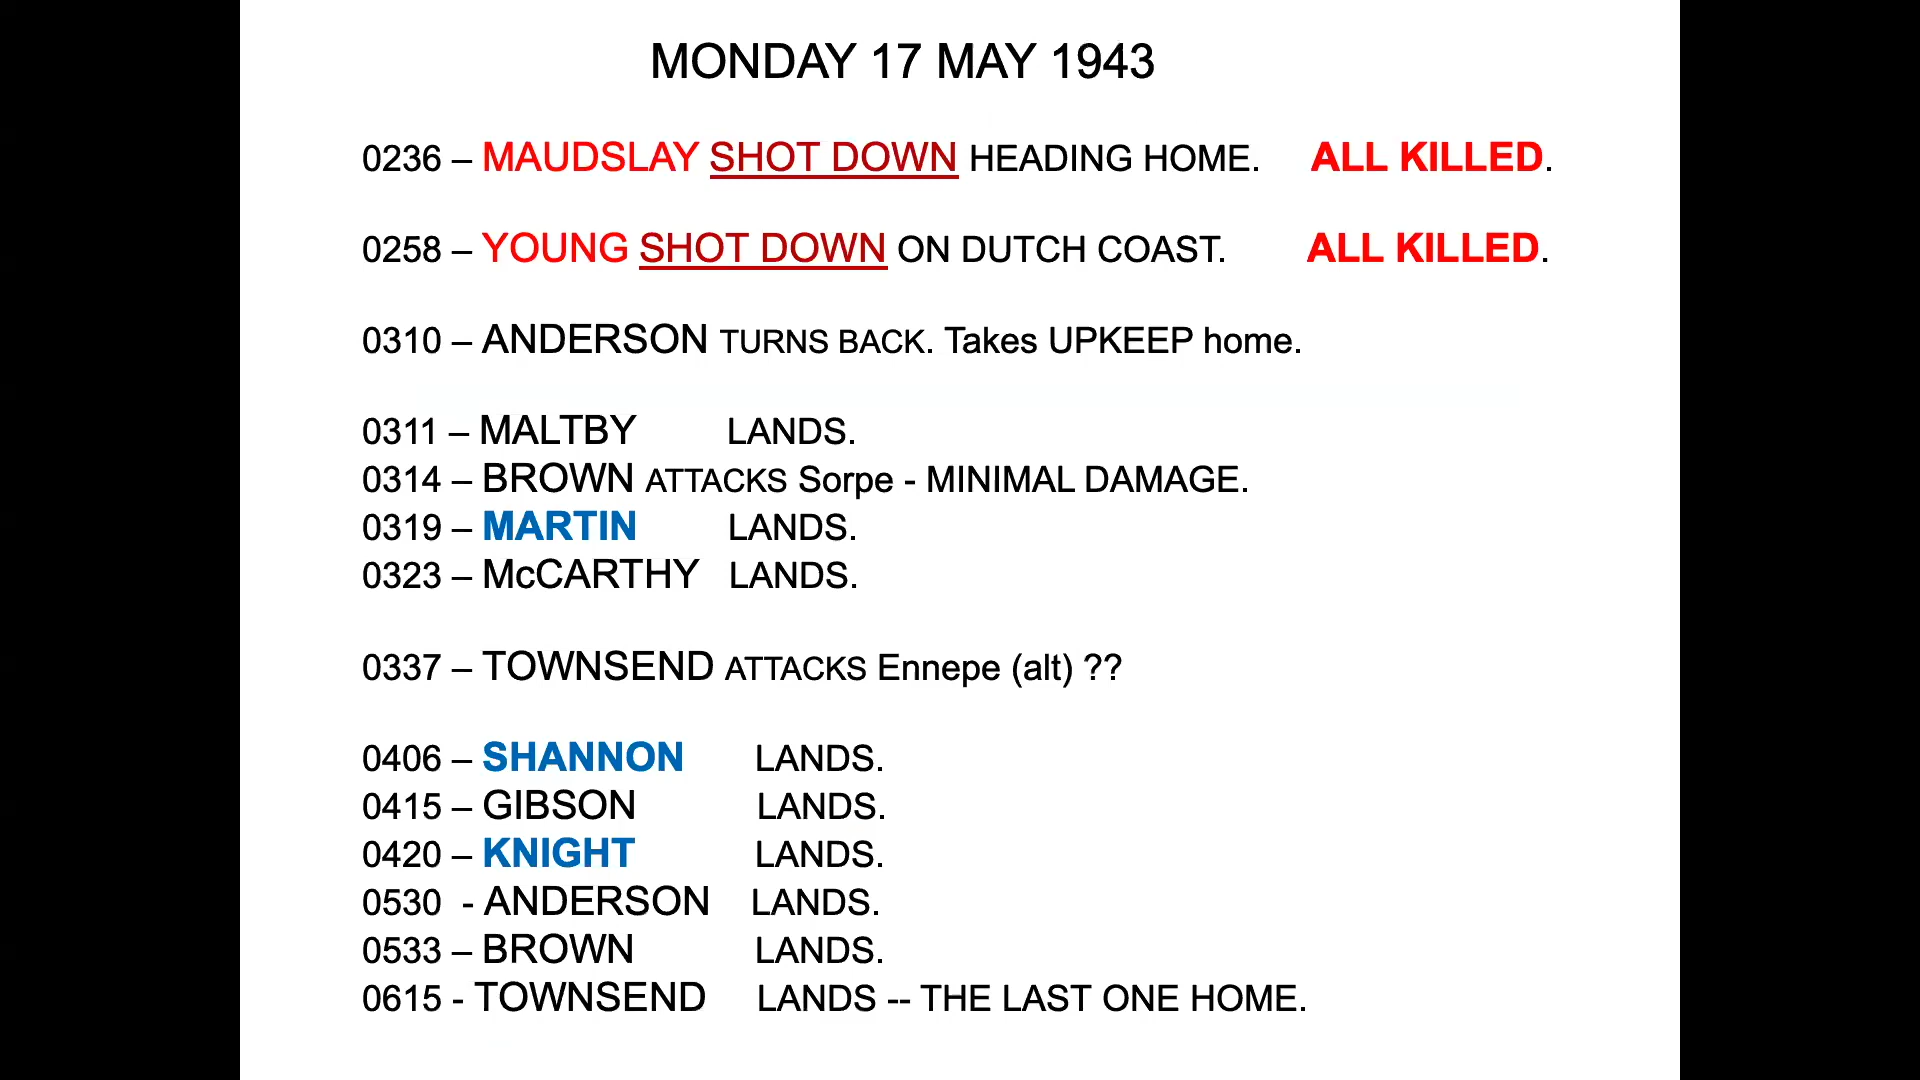 MONDAY 17 MAY 1943
0236 – MAUDSLAY SHOT DOWN HEADING HOME. ALL KILLED.
0258 – YOUNG SHOT DOWN ON DUTCH COAST. ALL KILLED.
0310 – ANDERSON TURNS BACK. Takes UPKEEP home.
0311 – MALTBY LANDS.
0314 – BROWN ATTACKS Sorpe - MINIMAL DAMAGE.
0319 – MARTIN LANDS.
0323 – McCARTHY LANDS.
0337 – TOWNSEND ATTACKS Ennepe (alt) ??
0406 – SHANNON LANDS.
0415 – GIBSON LANDS.
0420 – KNIGHT LANDS.
0530 - ANDERSON LANDS.
0533 – BROWN LANDS.
0615 - TOWNSEND LANDS -- THE LAST ONE HOME.